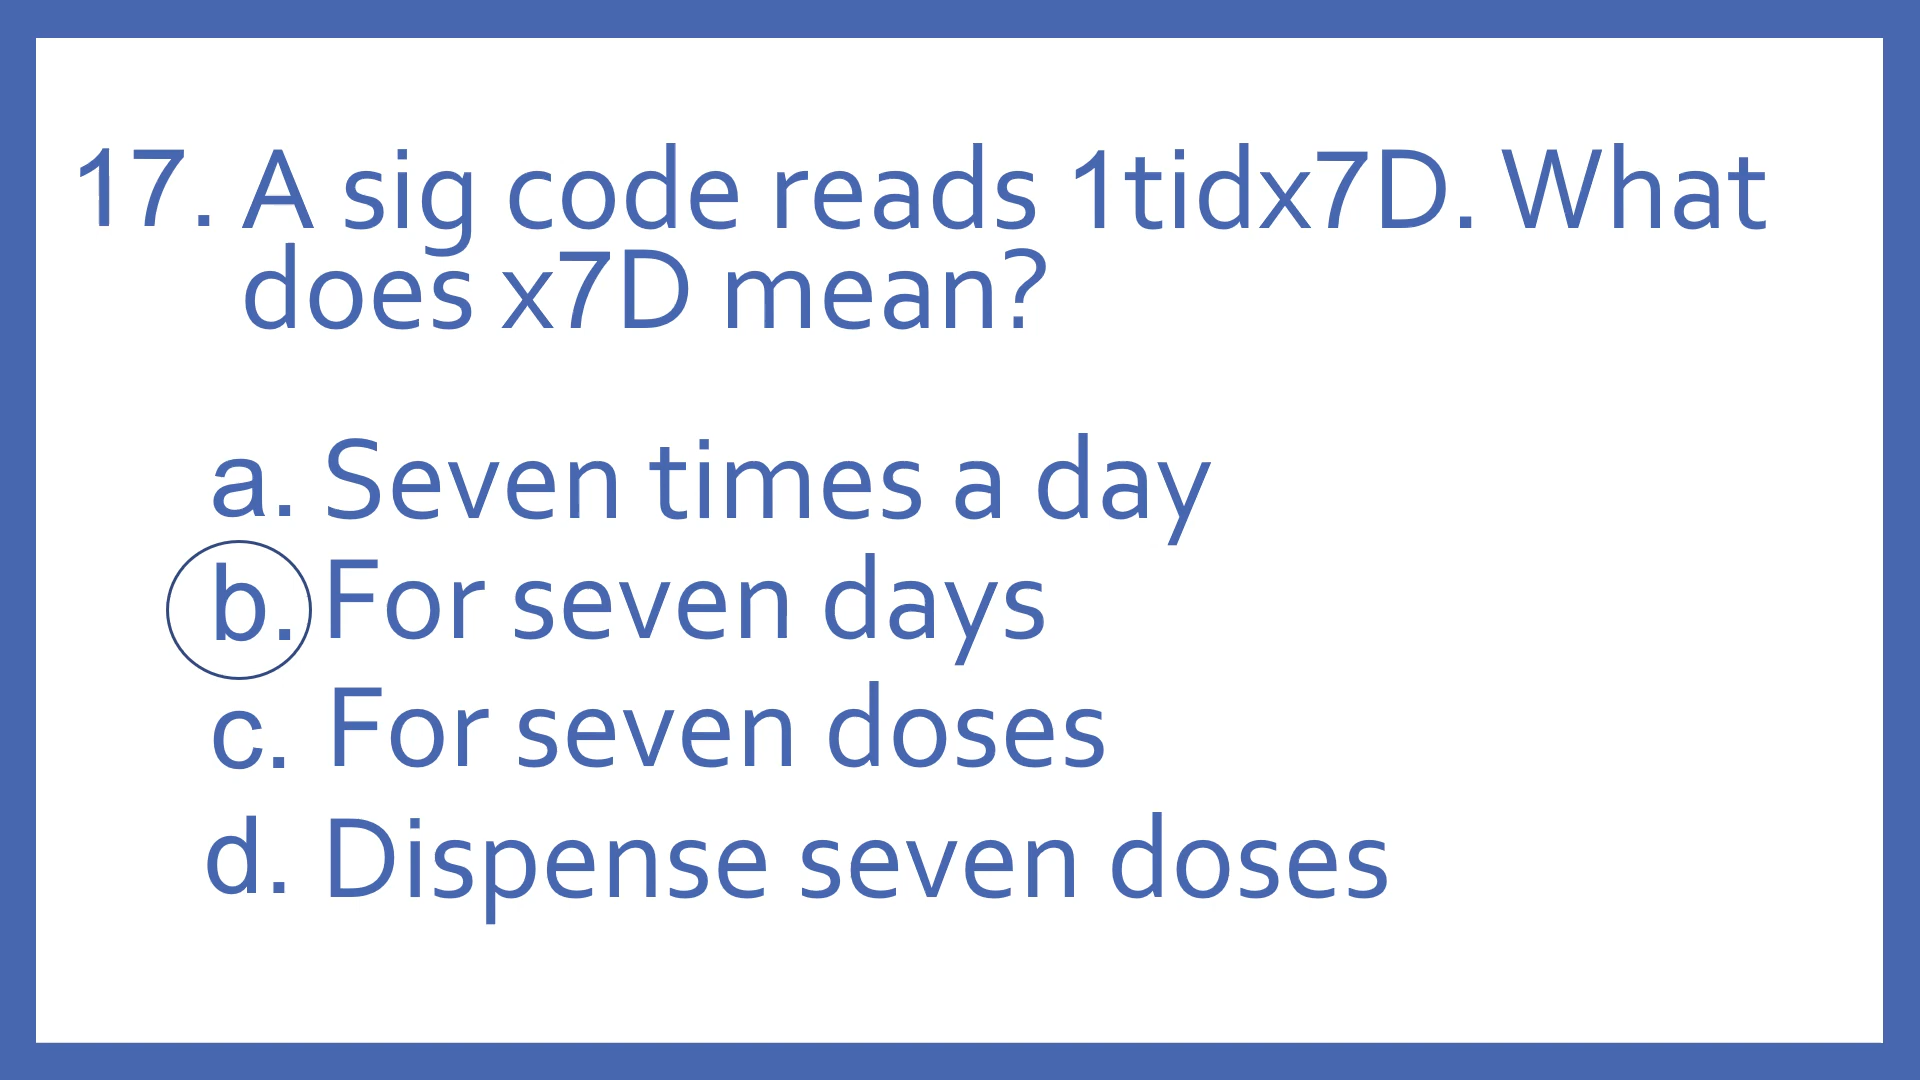 17. A sig code reads 1tidx7D. What
does x7D mean?
a. Seven times a day
b. For seven days
c. For seven doses
d. Dispense seven doses